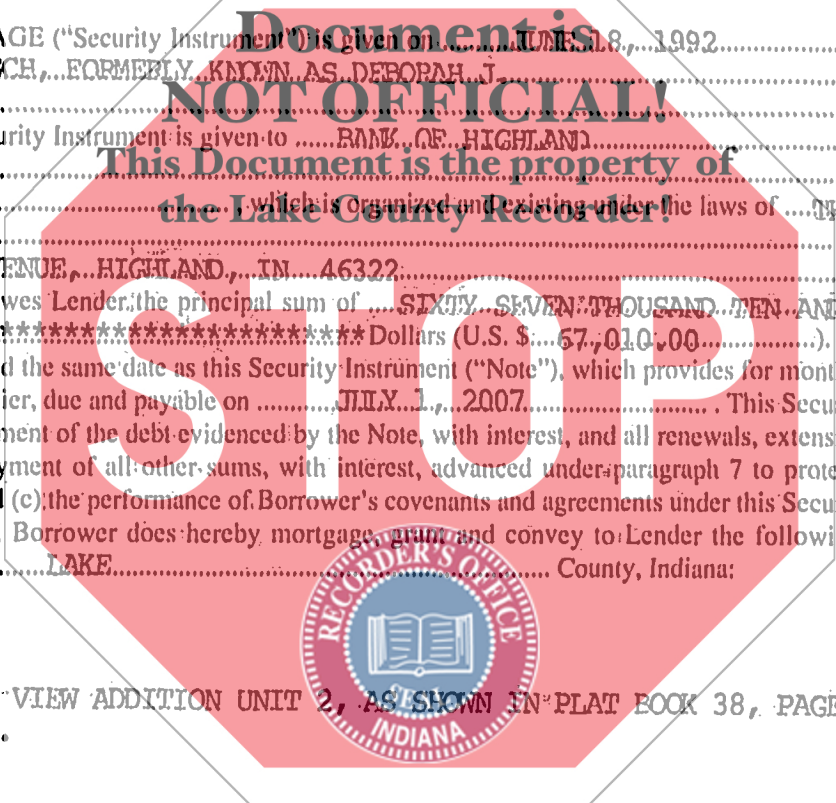 Document is
AGE ("Security Instrument") is given on ........ JUNE 18, 1992
CH, FORMERLY KNOWN AS DEBORAH J.
NOT OFFICIAL!
urity Instrument is given to ..... BANK OF HIGHLAND
This Document is the property of
, which is organized and existing under the laws of .... TH
the Lake County Recorder!
ENUE, HIGHLAND, IN 46322
wes Lender the principal sum of .... SIXTY SEVEN THOUSAND TEN AND
************************Dollars (U.S. $...67,010.00...............).
d the same date as this Security Instrument ("Note"), which provides for mont
ier, due and payable on ............ JULY 1, 2007 ........................ . This Secu
STOP
ment of the debt evidenced by the Note, with interest, and all renewals, extens
yment of all other sums, with interest, advanced under paragraph 7 to prote
(c) the performance of Borrower's covenants and agreements under this Secu
Borrower does hereby mortgage, grant and convey to Lender the followi
..... LAKE ........................ County, Indiana:
RECORDER'S OFFICE
SEAL
INDIANA
VIEW ADDITION UNIT 2, AS SHOWN IN PLAT BOOK 38, PAGE